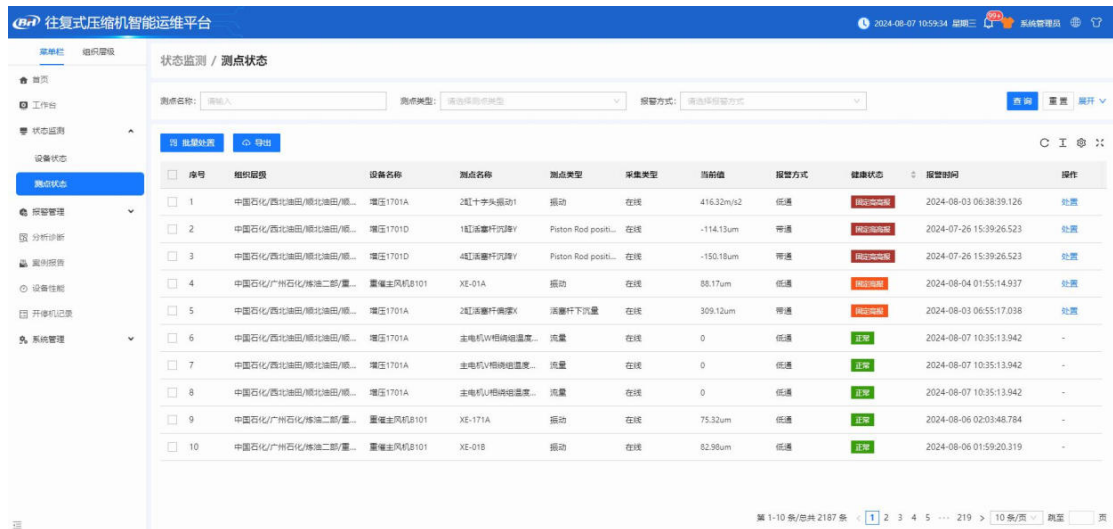 BH 往复式压缩机智能运维平台
2024-08-07 10:59:34 星期三 99+ 系统管理员
菜单栏 组织层级
首页
工作台
状态监测
设备状态
测点状态
报警管理
分析诊断
案例报告
设备性能
开停机记录
系统管理
状态监测 / 测点状态
测点名称: 请输入 测点类型: 请选择测点类型 报警方式: 请选择报警方式 查询 重置 展开
批量处置 导出
序号 组织层级 设备名称 测点名称 测点类型 采集类型 当前值 报警方式 健康状态 报警时间 操作
1 中国石化/西北油田/顺北油田/顺... 增压1701A 2缸十字头振动1 振动 在线 416.32m/s2 低通 固定高高报 2024-08-03 06:38:39.126 处置
2 中国石化/西北油田/顺北油田/顺... 增压1701D 1缸活塞杆沉降Y Piston Rod positi... 在线 -114.13um 带通 固定高高报 2024-07-26 15:39:26.523 处置
3 中国石化/西北油田/顺北油田/顺... 增压1701D 4缸活塞杆沉降Y Piston Rod positi... 在线 -150.18um 带通 固定高高报 2024-07-26 15:39:26.523 处置
4 中国石化/广州石化/炼油二部/重... 重催主风机8101 XE-01A 振动 在线 88.17um 低通 固定高报 2024-08-04 01:55:14.937 处置
5 中国石化/西北油田/顺北油田/顺... 增压1701A 2缸活塞杆偏摆X 活塞杆下沉量 在线 309.12um 带通 固定高报 2024-08-03 06:55:17.038 处置
6 中国石化/西北油田/顺北油田/顺... 增压1701A 主电机W相绕组温度... 流量 在线 0 低通 正常 2024-08-07 10:35:13.942 -
7 中国石化/西北油田/顺北油田/顺... 增压1701A 主电机V相绕组温度... 流量 在线 0 低通 正常 2024-08-07 10:35:13.942 -
8 中国石化/西北油田/顺北油田/顺... 增压1701A 主电机U相绕组温度... 流量 在线 0 低通 正常 2024-08-07 10:35:13.942 -
9 中国石化/广州石化/炼油二部/重... 重催主风机8101 XE-171A 振动 在线 75.32um 低通 正常 2024-08-06 02:03:48.784 -
10 中国石化/广州石化/炼油二部/重... 重催主风机8101 XE-01B 振动 在线 82.98um 低通 正常 2024-08-06 01:59:20.319 -
第 1-10 条/总共 2187 条 < 1 2 3 4 5 ··· 219 > 10 条/页 跳至 页